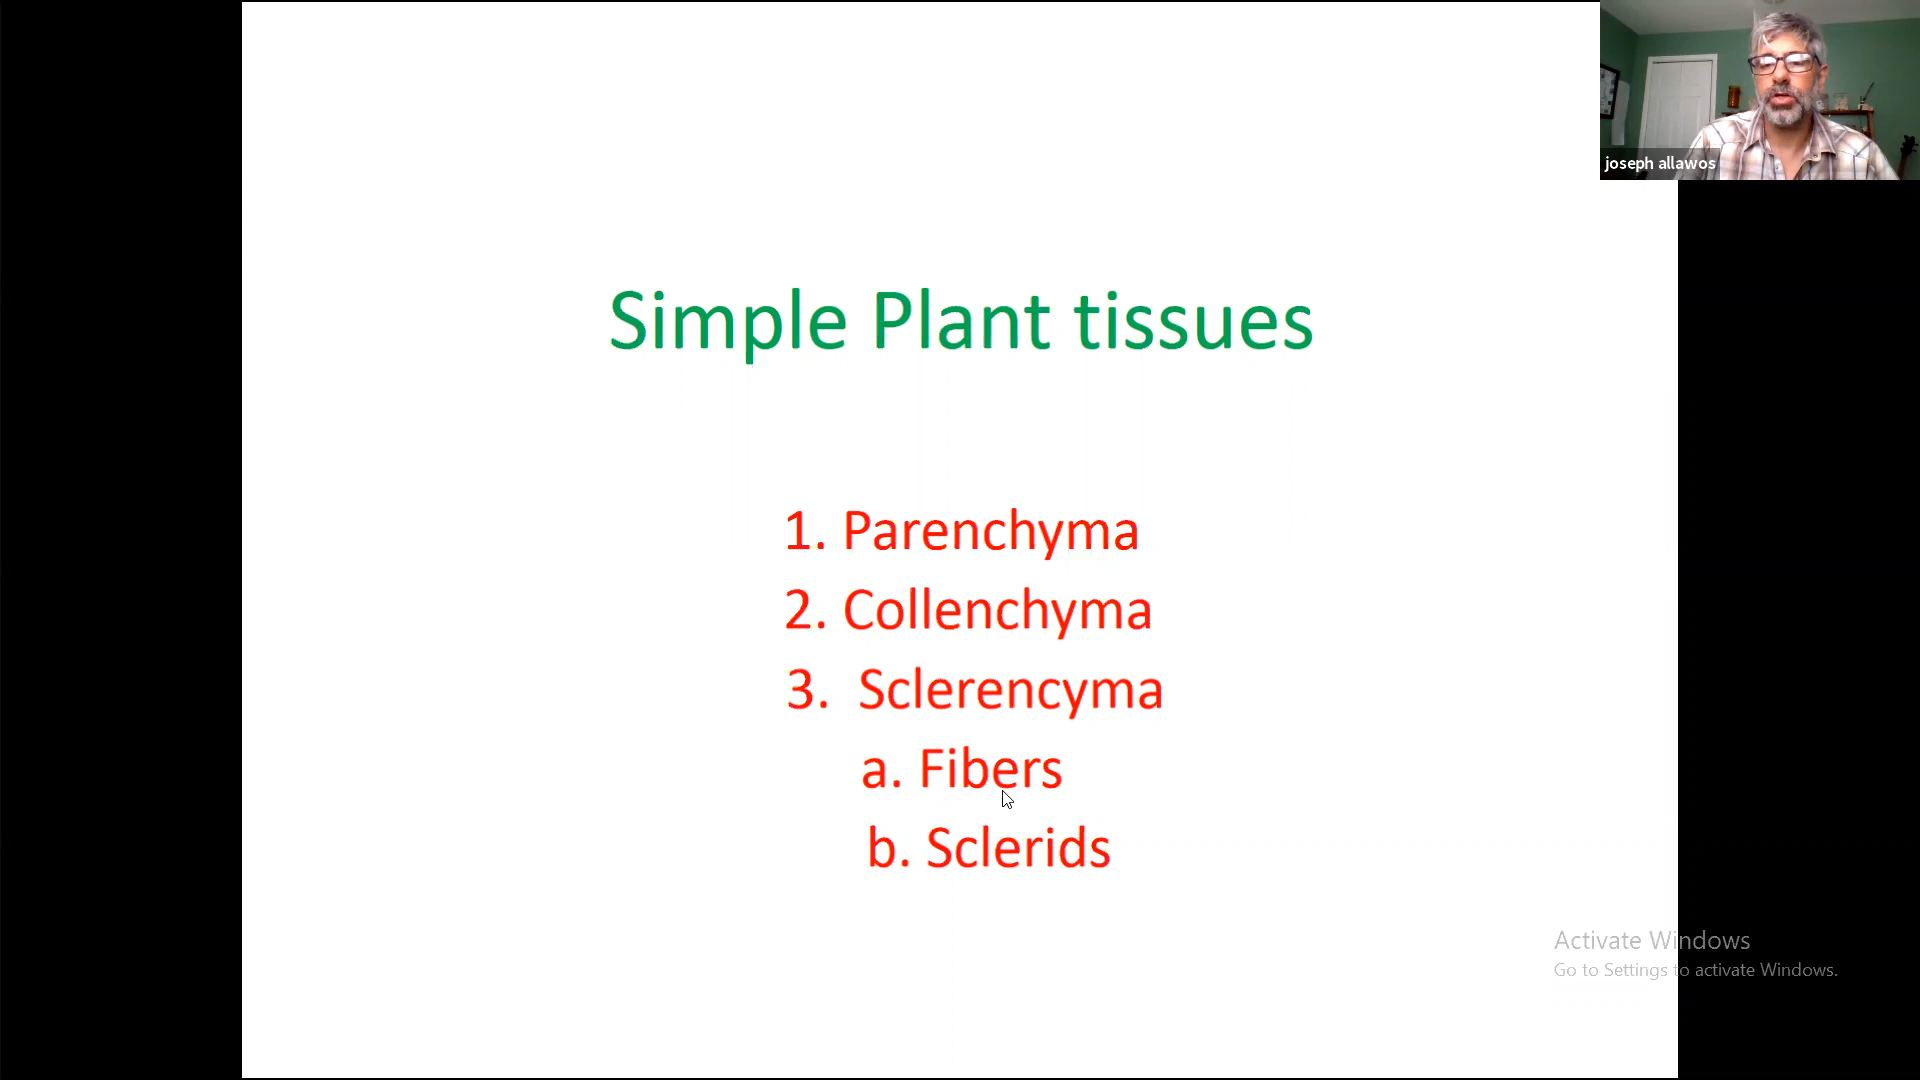 joseph allawos
Simple Plant tissues
1. Parenchyma
2. Collenchyma
3. Sclerencyma
a. Fibers
b. Sclerids
Activate Windows
Go to Settings to activate Windows.